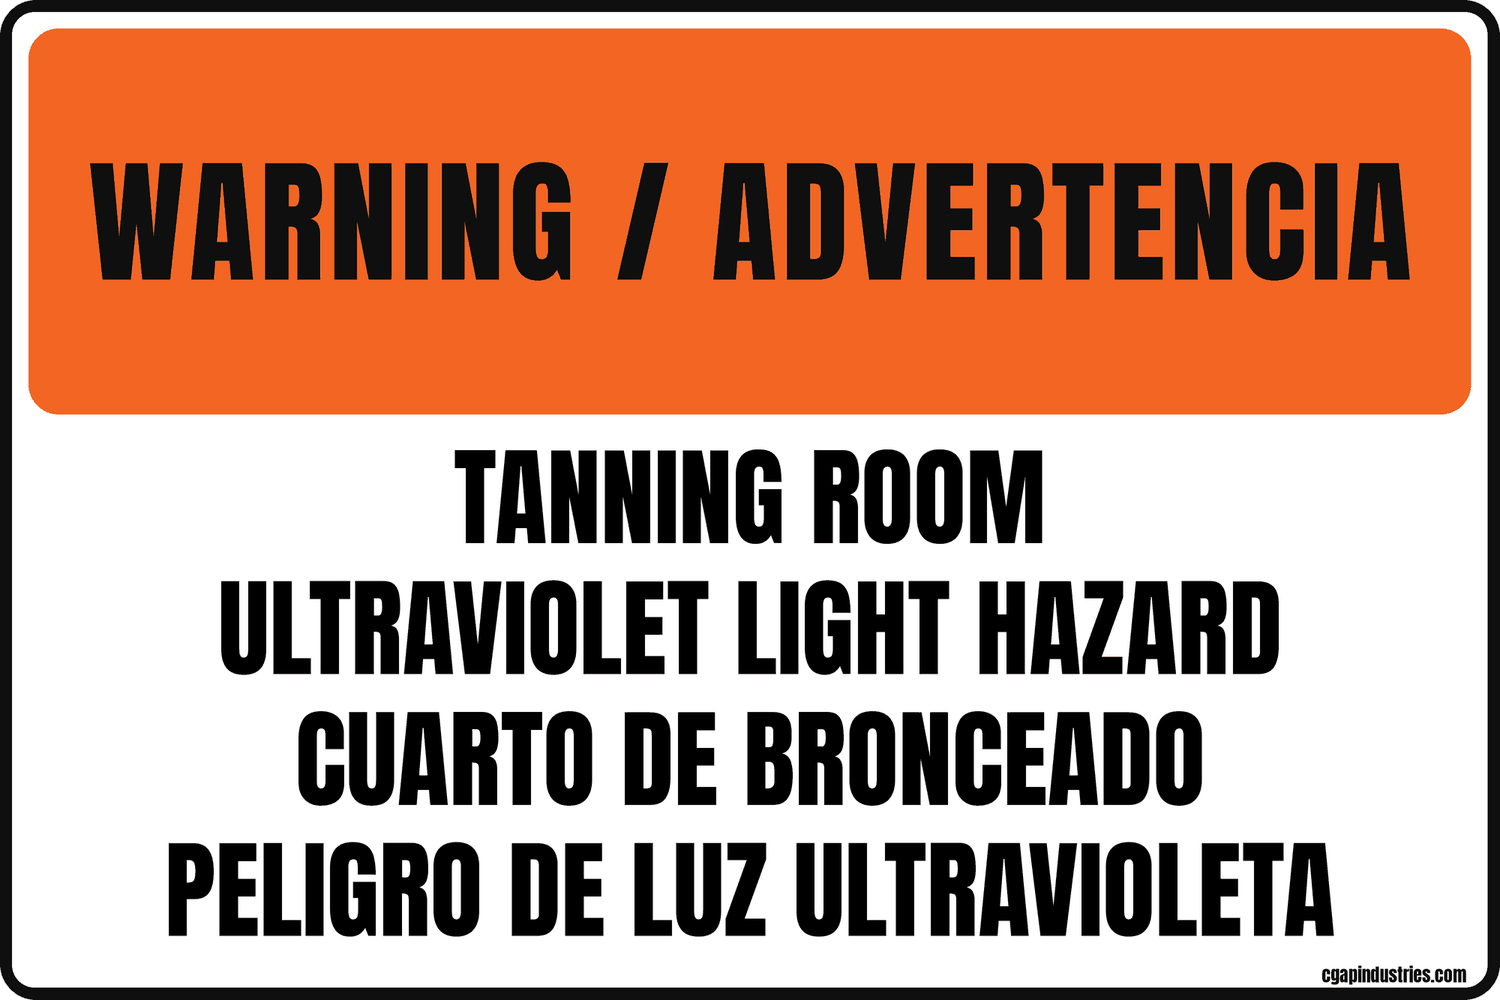 WARNING / ADVERTENCIA
TANNING ROOM
ULTRAVIOLET LIGHT HAZARD
CUARTO DE BRONCEADO
PELIGRO DE LUZ ULTRAVIOLETA
cgapindustries.com